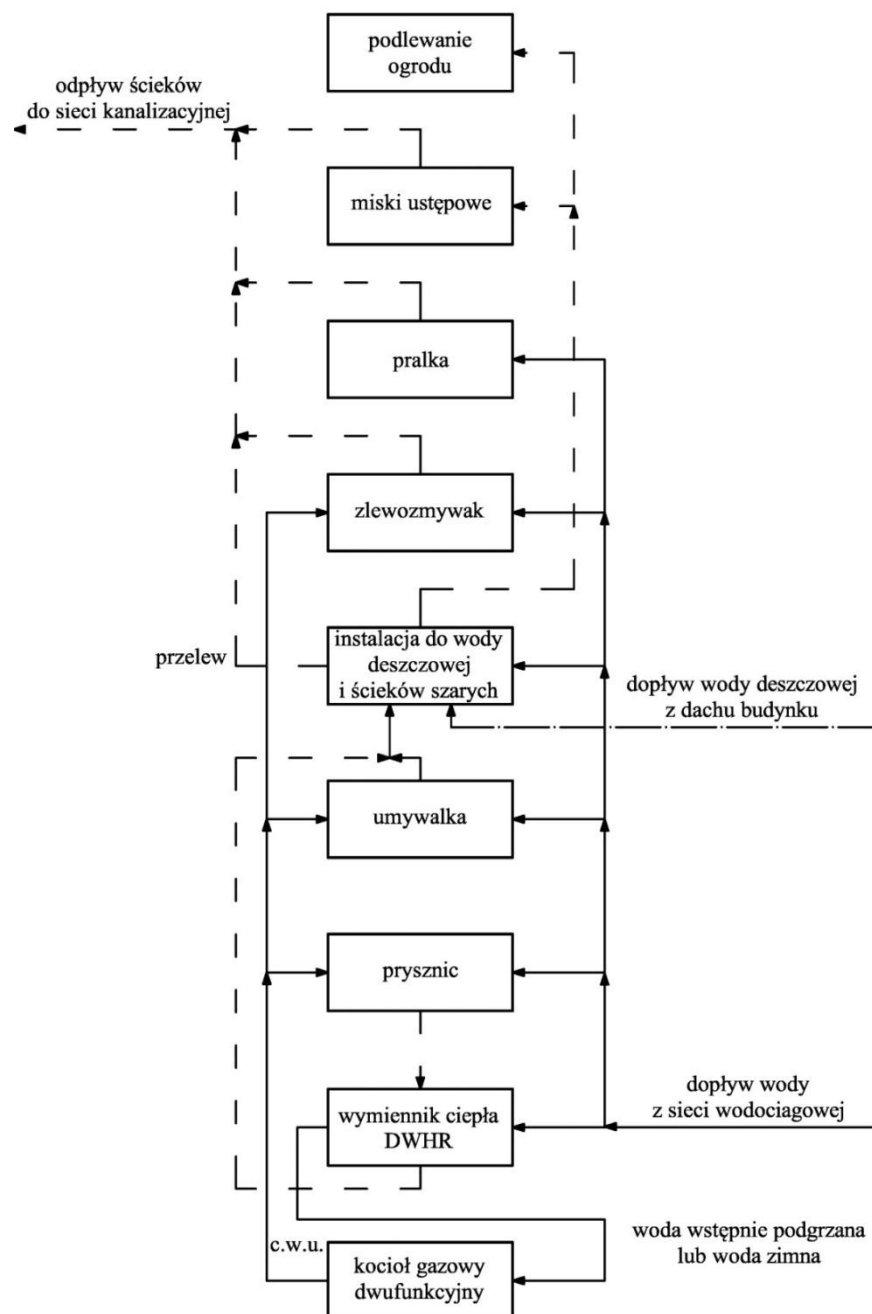 podlewanie
ogrodu
odpływ ścieków
do sieci kanalizacyjnej
miski ustępowe
pralka
zlewozmywak
instalacja do wody
deszczowej
i ścieków szarych
przelew
dopływ wody deszczowej
z dachu budynku
umywalka
prysznic
dopływ wody
z sieci wodociagowej
wymiennik ciepła
DWHR
woda wstępnie podgrzana
lub woda zimna
c.w.u.
kocioł gazowy
dwufunkcyjny